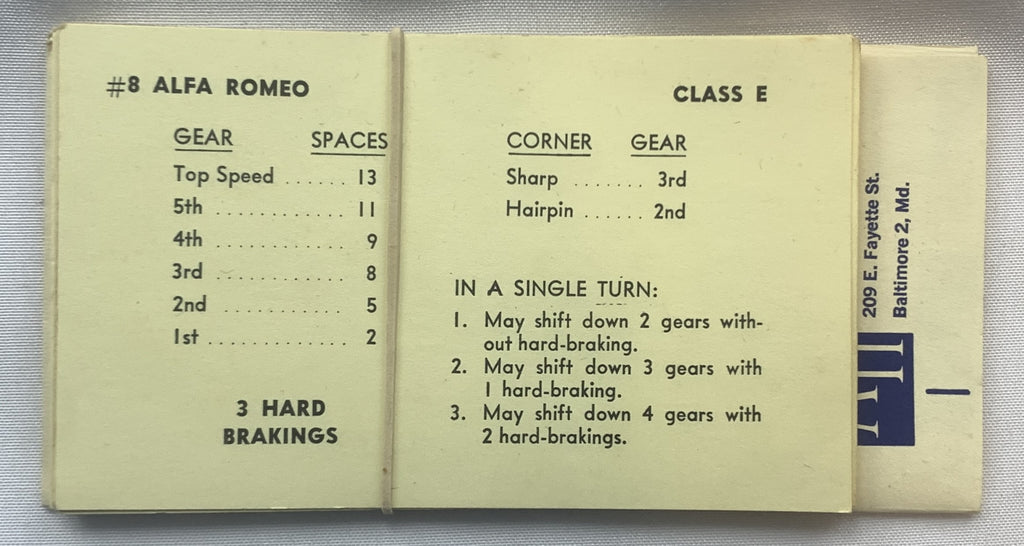 #8 ALFA ROMEO
CLASS E
GEAR SPACES
Top Speed ...... 13
5th ............ 11
4th ............ 9
3rd ............ 8
2nd ............ 5
1st ............. 2
3 HARD
BRAKINGS
CORNER GEAR
Sharp ....... 3rd
Hairpin ...... 2nd
IN A SINGLE TURN:
1. May shift down 2 gears with-
out hard-braking.
2. May shift down 3 gears with
1 hard-braking.
3. May shift down 4 gears with
2 hard-brakings.
209 E. Fayette St.
Baltimore 2, Md.